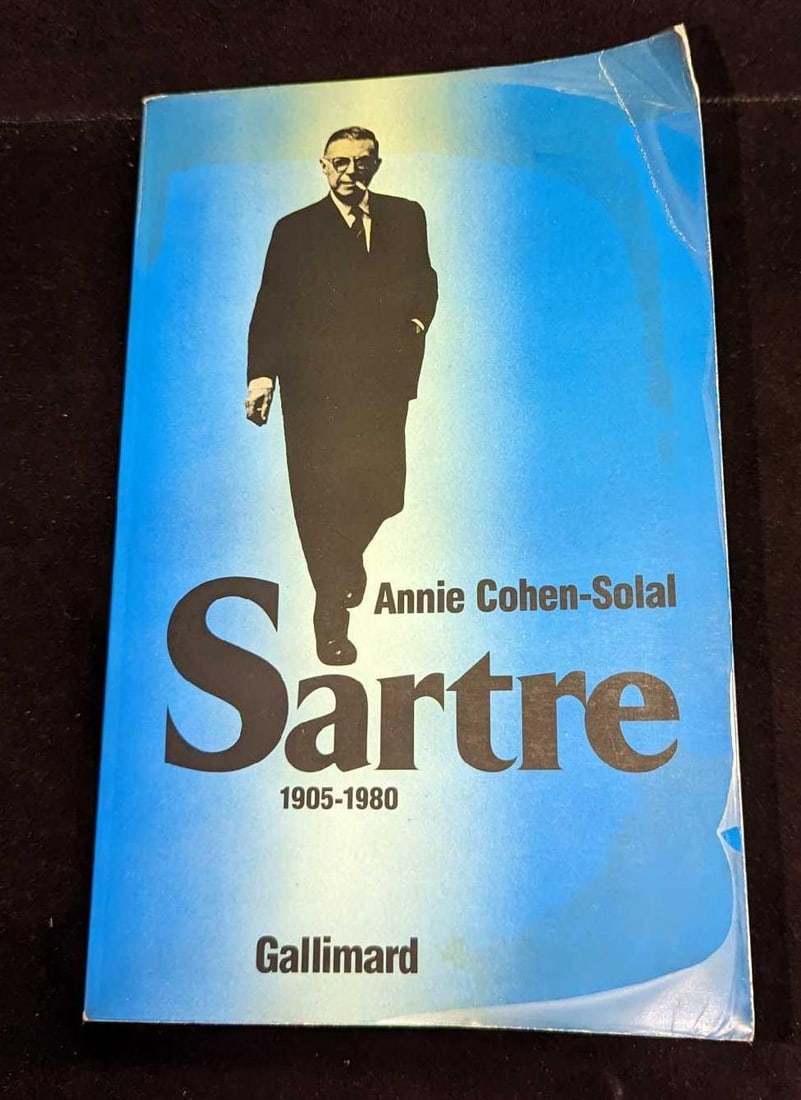 Annie Cohen-Solal
Sartre
1905-1980
Gallimard